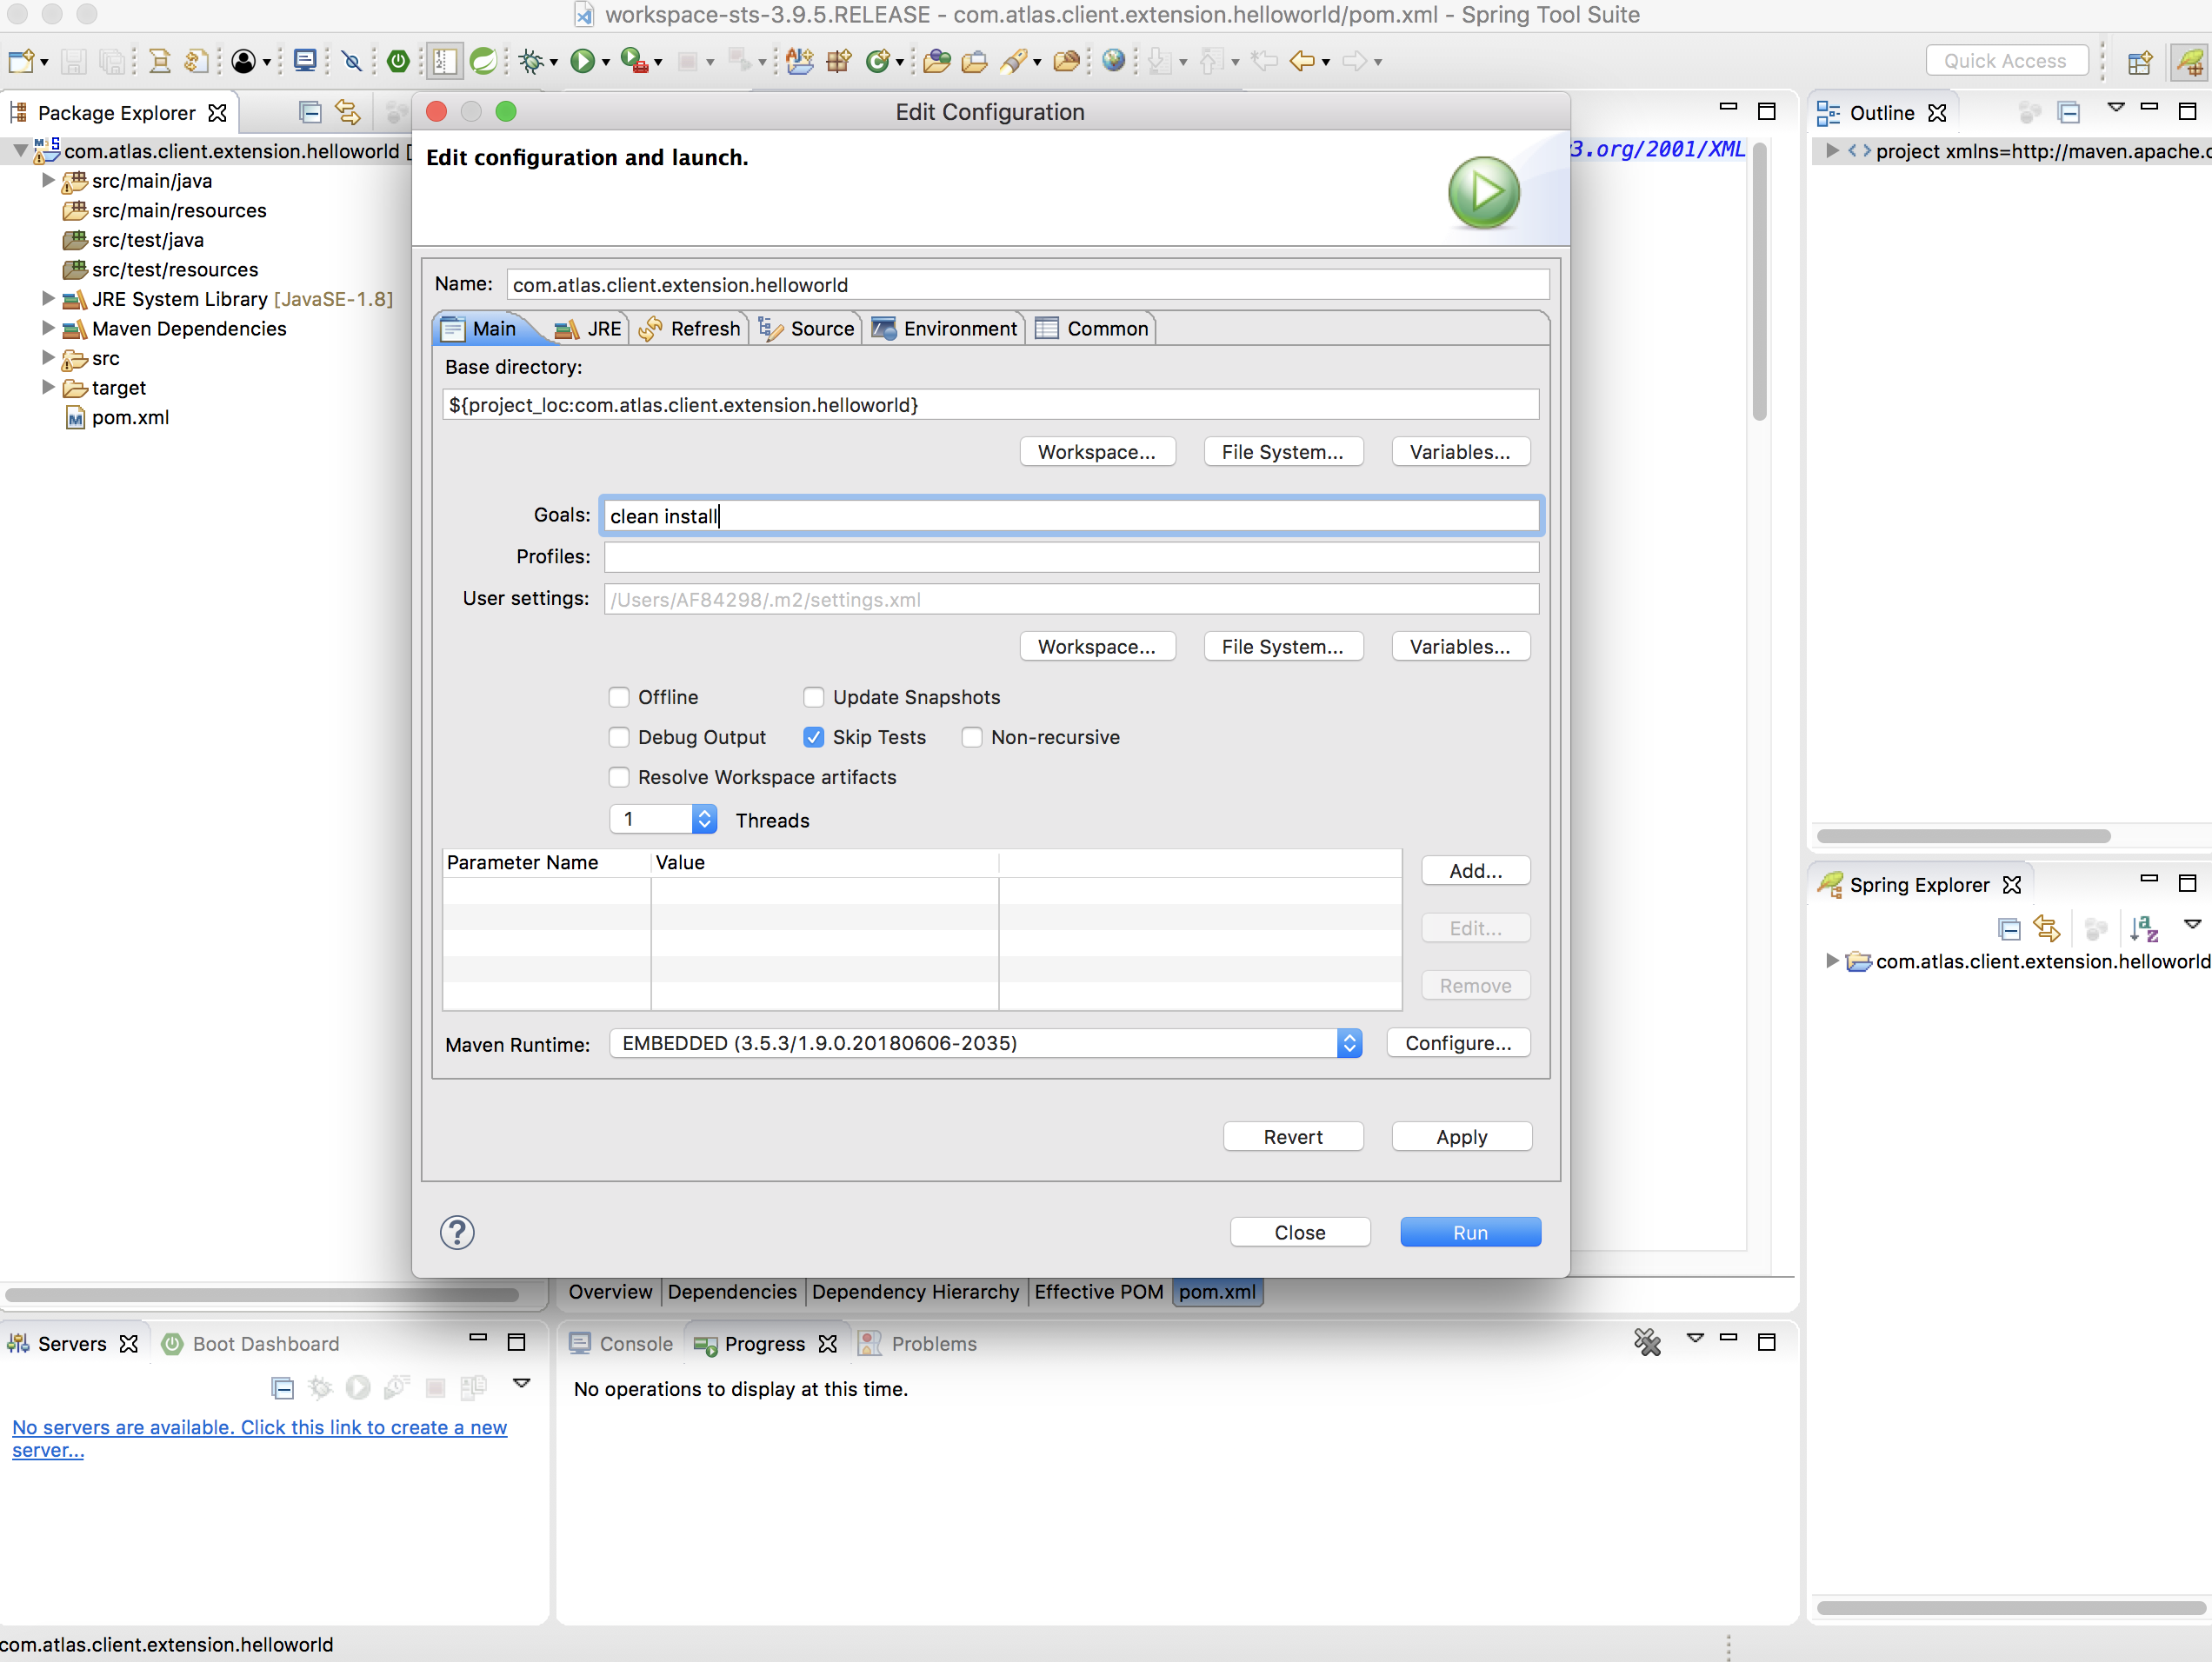 workspace-sts-3.9.5.RELEASE - com.atlas.client.extension.helloworld/pom.xml - Spring Tool Suite
Quick Access
Package Explorer
com.atlas.client.extension.helloworld [
src/main/java
src/main/resources
src/test/java
src/test/resources
JRE System Library [JavaSE-1.8]
Maven Dependencies
src
target
pom.xml
Edit Configuration
Edit configuration and launch.
Name: com.atlas.client.extension.helloworld
Main JRE Refresh Source Environment Common
Base directory:
${project_loc:com.atlas.client.extension.helloworld}
Workspace... File System... Variables...
Goals: clean install
Profiles:
User settings: /Users/AF84298/.m2/settings.xml
Workspace... File System... Variables...
Offline Update Snapshots
Debug Output Skip Tests Non-recursive
Resolve Workspace artifacts
1 Threads
Parameter Name Value
Add...
Edit...
Remove
Maven Runtime: EMBEDDED (3.5.3/1.9.0.20180606-2035) Configure...
Revert Apply
Close Run
3.org/2001/XML
Outline
project xmlns=http://maven.apache.o
Spring Explorer
com.atlas.client.extension.helloworld
Overview Dependencies Dependency Hierarchy Effective POM pom.xml
Servers Boot Dashboard
No servers are available. Click this link to create a new
server...
Console Progress Problems
No operations to display at this time.
com.atlas.client.extension.helloworld